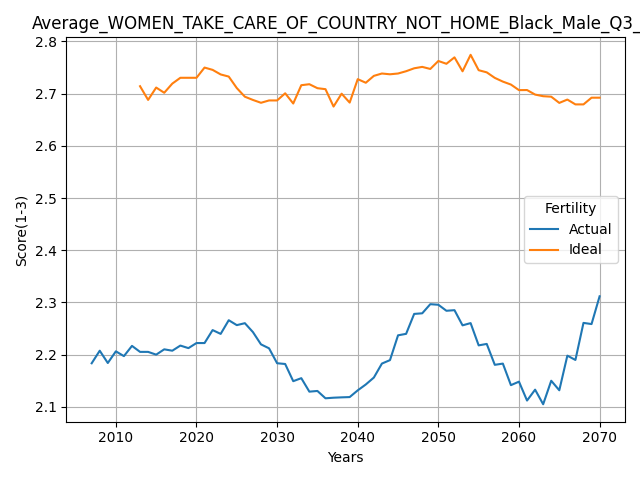 Average_WOMEN_TAKE_CARE_OF_COUNTRY_NOT_HOME_Black_Male_Q3_
2.8
2.7
2.6
2.5
2.4
2.3
2.2
2.1
Score(1-3)
Fertility
Actual
Ideal
2010 2020 2030 2040 2050 2060 2070
Years